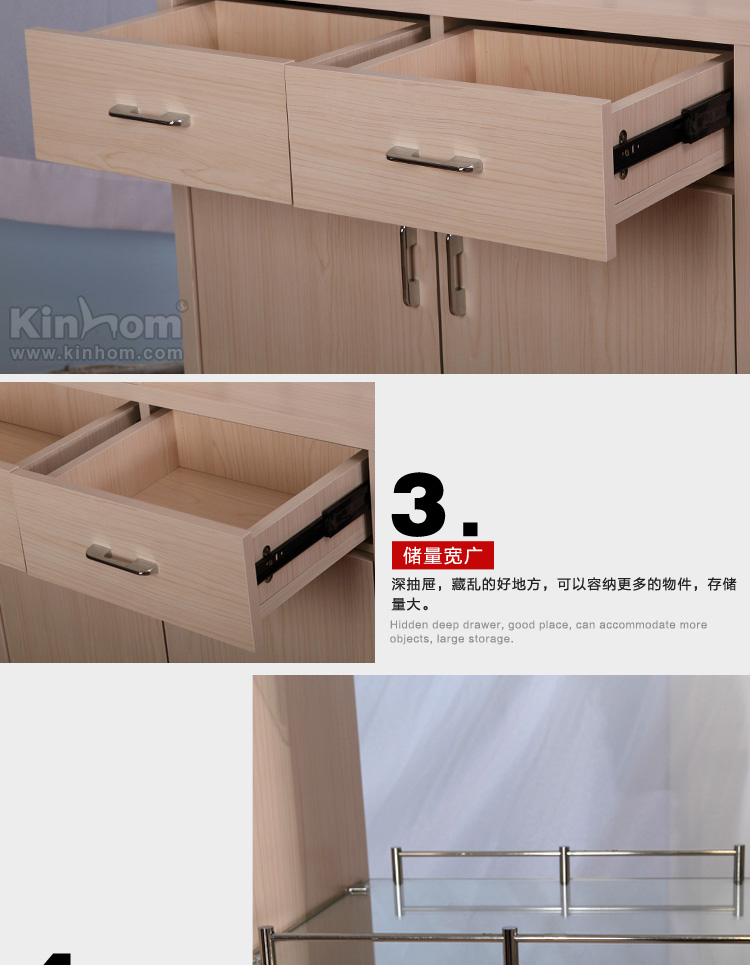 Kinhom®
www.kinhom.com
3.
储量宽广
深抽屉，藏乱的好地方，可以容纳更多的物件，存储
量大。
Hidden deep drawer, good place, can accommodate more
objects, large storage.